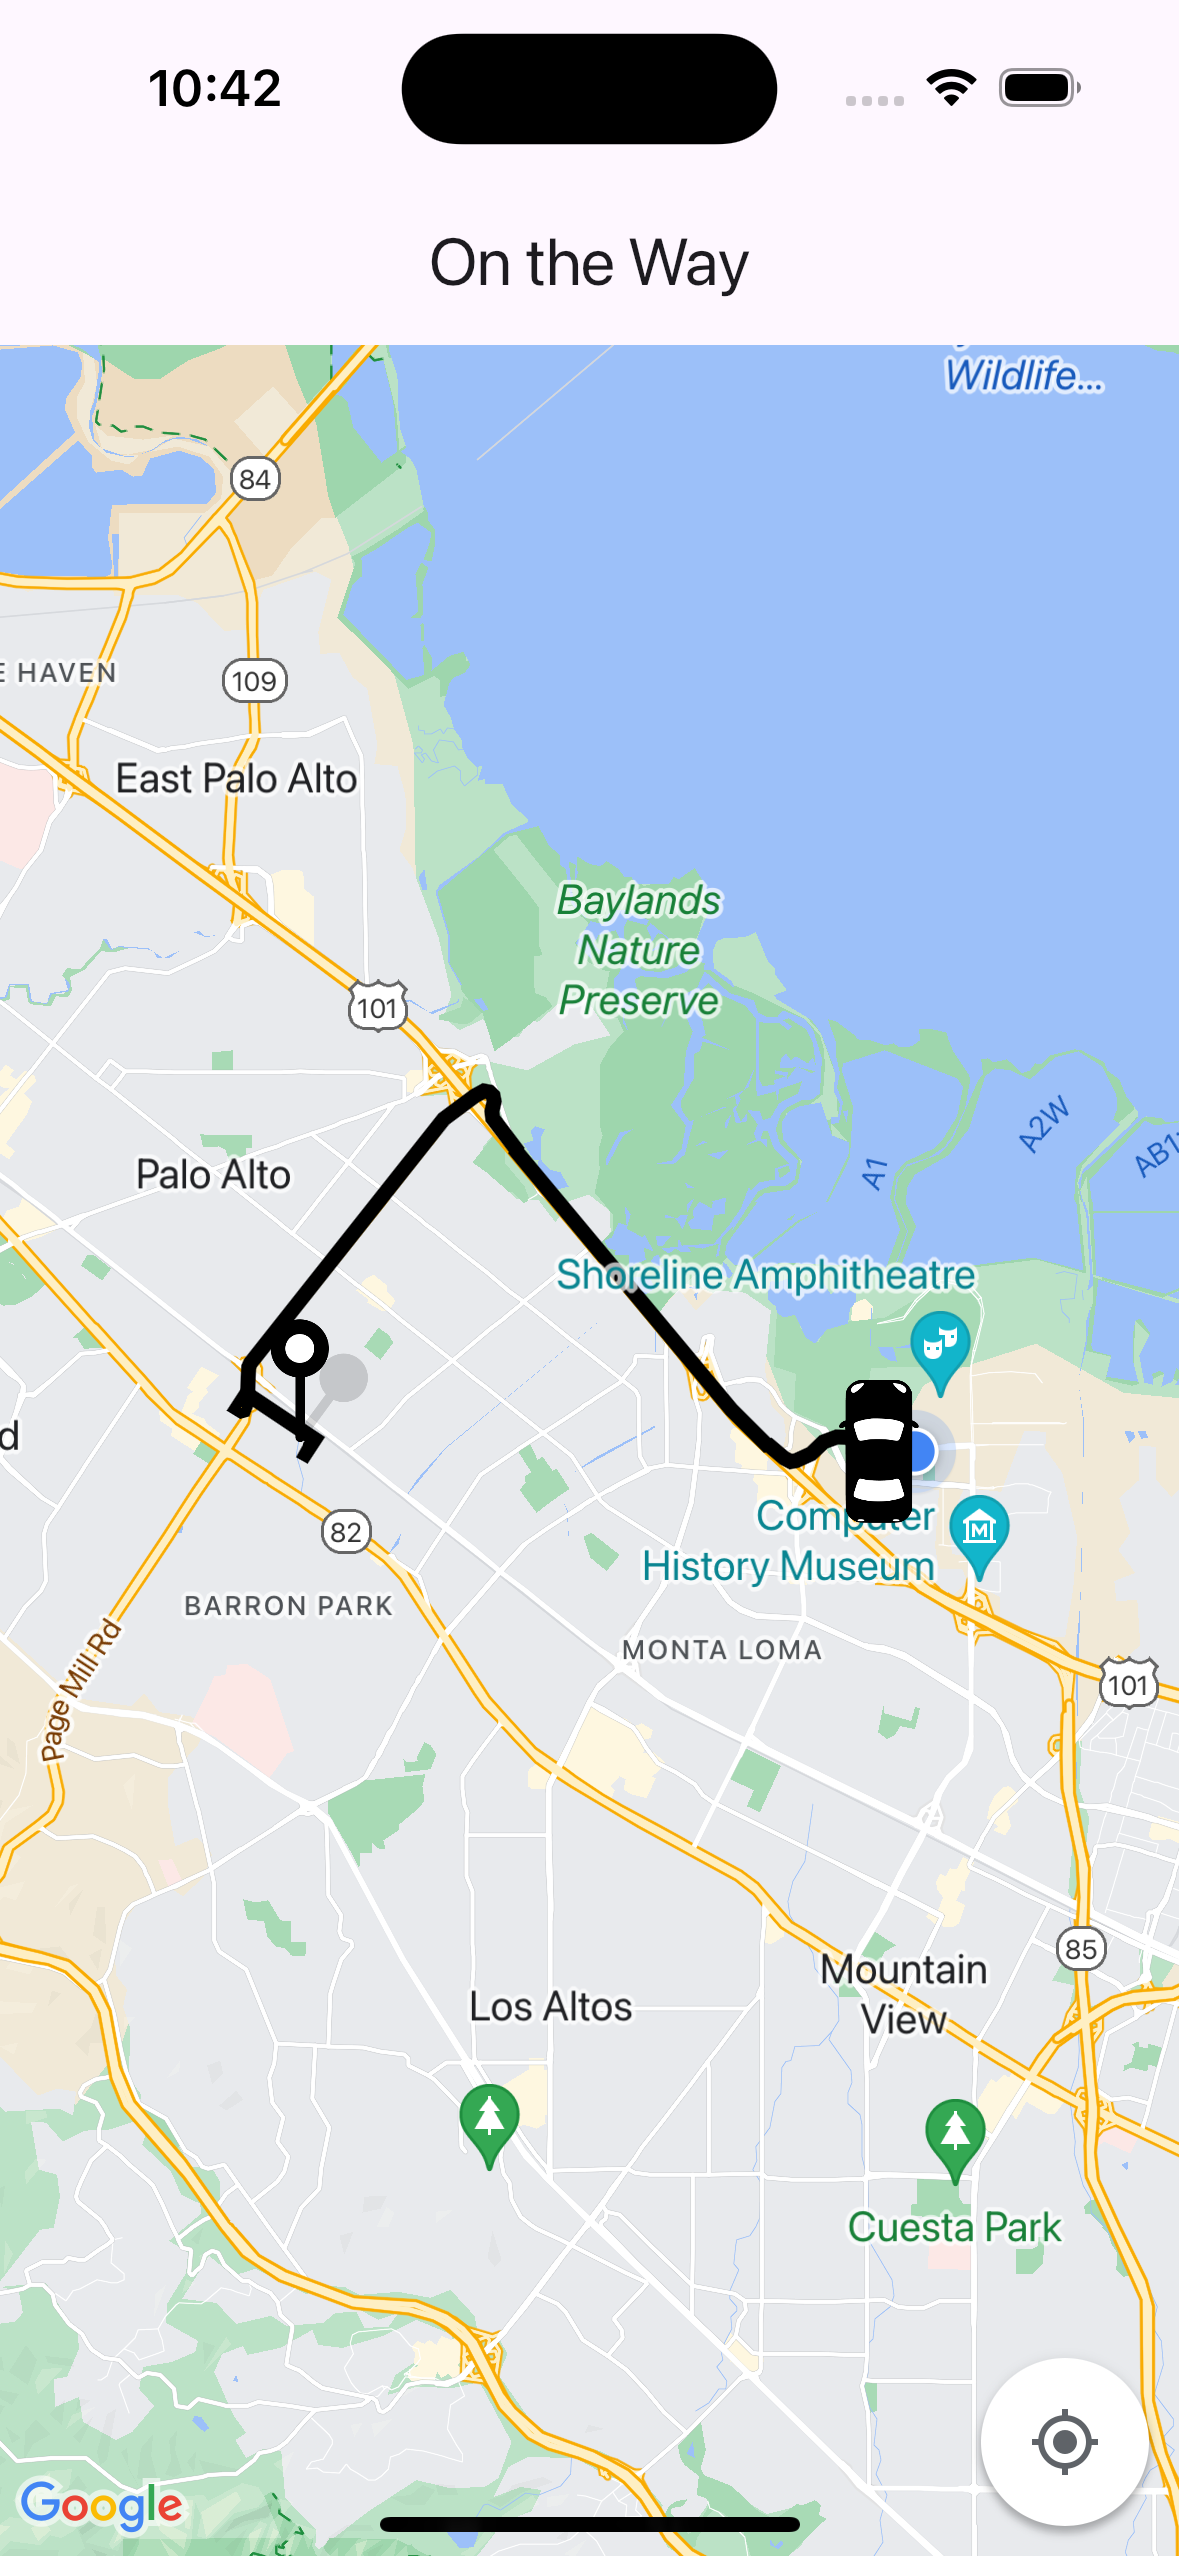 10:42
On the Way
Wildlife...
84
E HAVEN
109
East Palo Alto
Baylands
Nature
Preserve
101
A2W
AB1
A1
Palo Alto
Shoreline Amphitheatre
d
Computer
History Museum
82
BARRON PARK
MONTA LOMA
Page Mill Rd
101
85
Mountain
View
Los Altos
Cuesta Park
Google